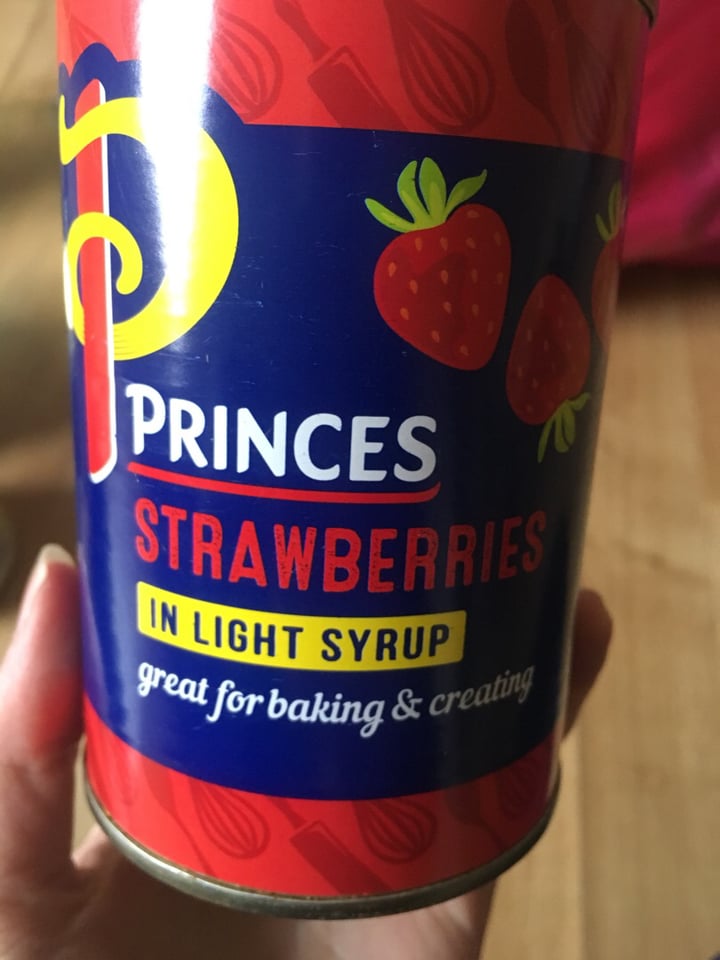 PRINCES
STRAWBERRIES
IN LIGHT SYRUP
great for baking & creating